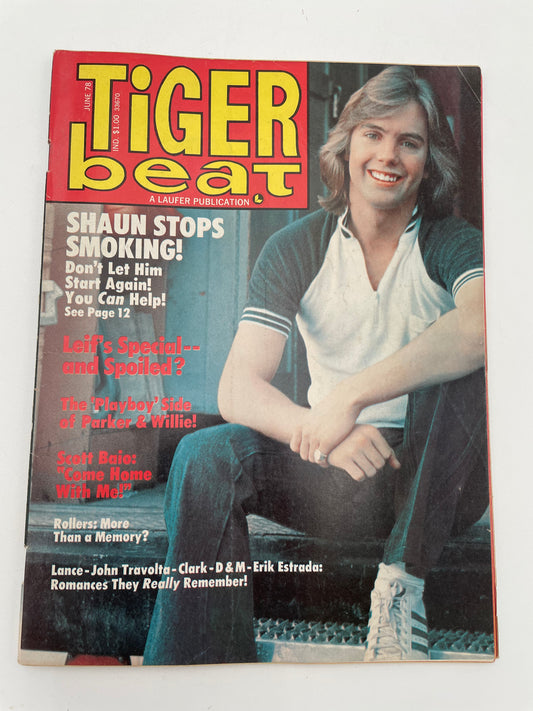 JUNE 78
IND. $1.00 33670
TiGER
beat
A LAUFER PUBLICATION
SHAUN STOPS
SMOKING!
Don't Let Him
Start Again!
You Can Help!
See Page 12
Leif's Special--
and Spoiled?
The 'Playboy' Side
of Parker & Willie!
Scott Baio:
"Come Home
With Me!"
Rollers: More
Than a Memory?
Lance-John Travolta-Clark-D&M-Erik Estrada:
Romances They Really Remember!